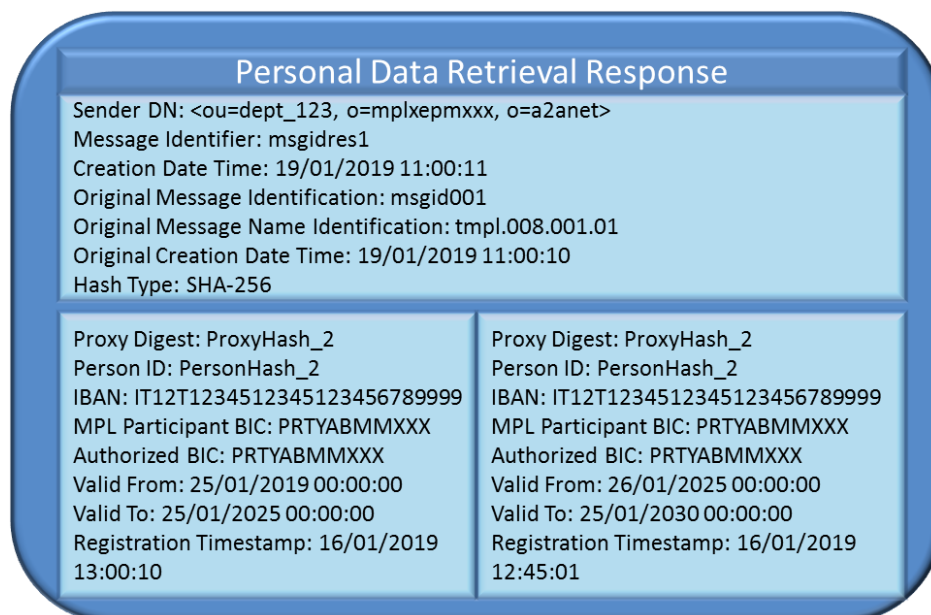 Personal Data Retrieval Response
Sender DN: <ou=dept_123, o=mplxepmxxx, o=a2anet>
Message Identifier: msgidres1
Creation Date Time: 19/01/2019 11:00:11
Original Message Identification: msgid001
Original Message Name Identification: tmpl.008.001.01
Original Creation Date Time: 19/01/2019 11:00:10
Hash Type: SHA-256
Proxy Digest: ProxyHash_2
Person ID: PersonHash_2
IBAN: IT12T1234512345123456789999
MPL Participant BIC: PRTYABMMXXX
Authorized BIC: PRTYABMMXXX
Valid From: 25/01/2019 00:00:00
Valid To: 25/01/2025 00:00:00
Registration Timestamp: 16/01/2019
13:00:10
Proxy Digest: ProxyHash_2
Person ID: PersonHash_2
IBAN: IT12T1234512345123456789999
MPL Participant BIC: PRTYABMMXXX
Authorized BIC: PRTYABMMXXX
Valid From: 26/01/2025 00:00:00
Valid To: 25/01/2030 00:00:00
Registration Timestamp: 16/01/2019
12:45:01